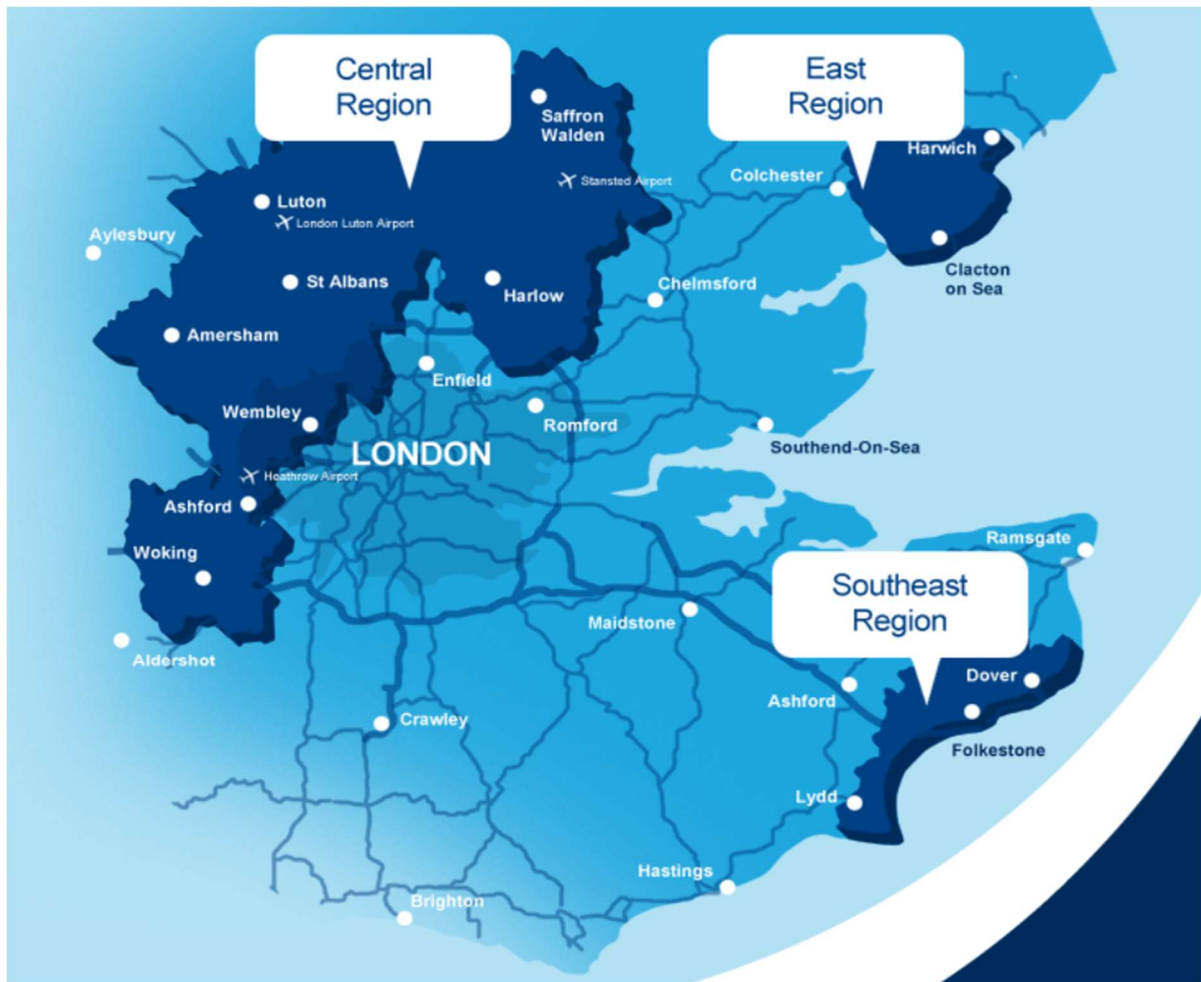 Central
Region
East
Region
Saffron
Walden
Harwich
Stansted Airport
Colchester
Luton
London Luton Airport
Aylesbury
Clacton
on Sea
St Albans
Harlow
Chelmsford
Amersham
Enfield
Wembley
Romford
Southend-On-Sea
LONDON
Heathrow Airport
Ashford
Woking
Ramsgate
Southeast
Region
Maidstone
Aldershot
Dover
Ashford
Crawley
Folkestone
Lydd
Hastings
Brighton